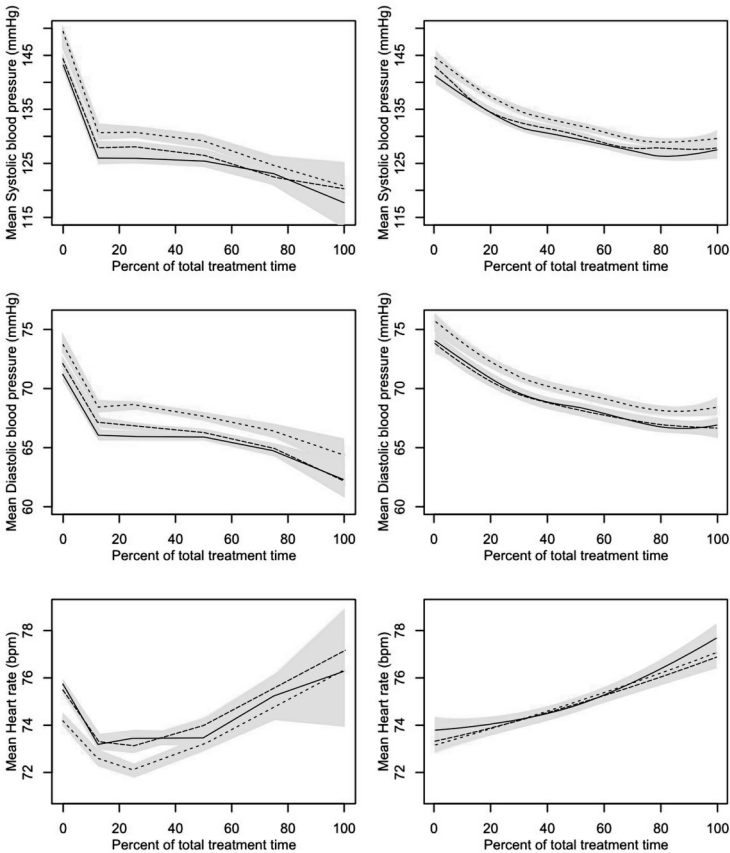 Mean Systolic blood pressure (mmHg)
145
135
125
115
0 20 40 60 80 100
Percent of total treatment time
Mean Systolic blood pressure (mmHg)
145
135
125
115
0 20 40 60 80 100
Percent of total treatment time
Mean Diastolic blood pressure (mmHg)
75
70
65
60
0 20 40 60 80 100
Percent of total treatment time
Mean Diastolic blood pressure (mmHg)
75
70
65
60
0 20 40 60 80 100
Percent of total treatment time
Mean Heart rate (bpm)
78
76
74
72
0 20 40 60 80 100
Percent of total treatment time
Mean Heart rate (bpm)
78
76
74
72
0 20 40 60 80 100
Percent of total treatment time